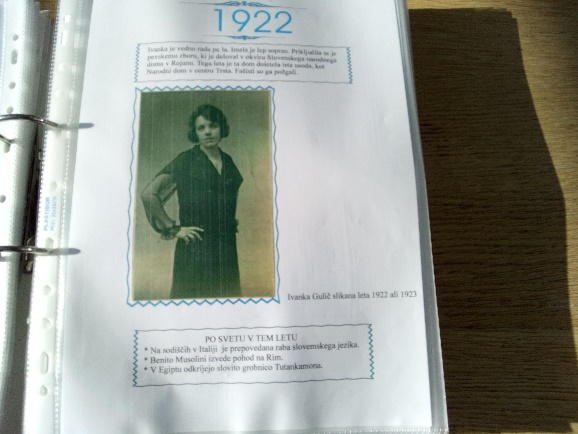 1922
Ivanka je vedno rada pe la. Imela je lep sopran. Priključila se je
pevskemu zboru, ki je deloval v okviru Slovenskega narodnega
doma v Rojanu. Tega leta je ta dom doletela ista usoda, kot
Narodni dom v centru Trsta. Fašisti so ga požgali.
Ivanka Gulič slikana leta 1922 ali 1923
PO SVETU V TEM LETU
* Na sodiščih v Italiji je prepovedana raba slovenskega jezika.
* Benito Musolini izvede pohod na Rim.
* V Egiptu odkrijejo slovito grobnico Tutankamona.